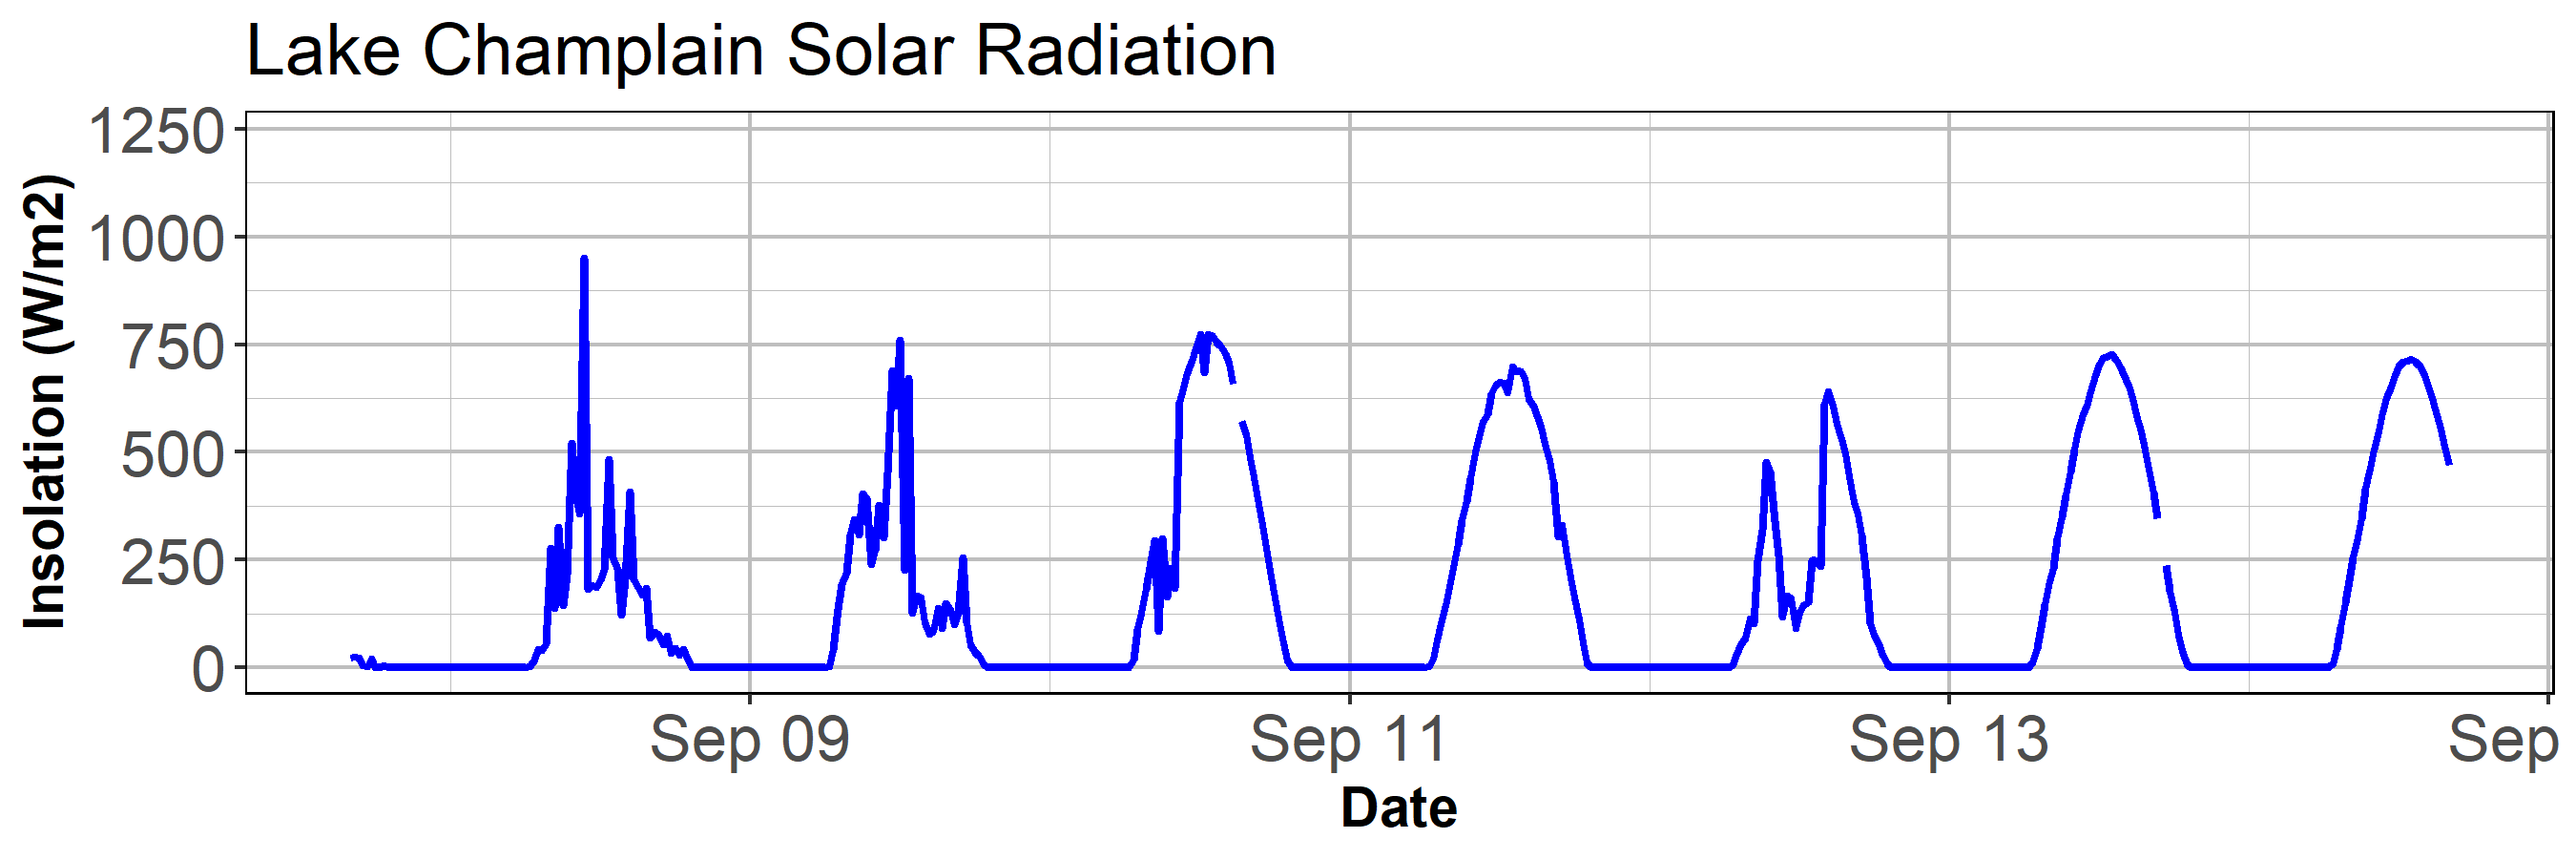 Lake Champlain Solar Radiation
Insolation (W/m2)
1250
1000
750
500
250
0
Sep 09
Sep 11
Sep 13
Sep
Date